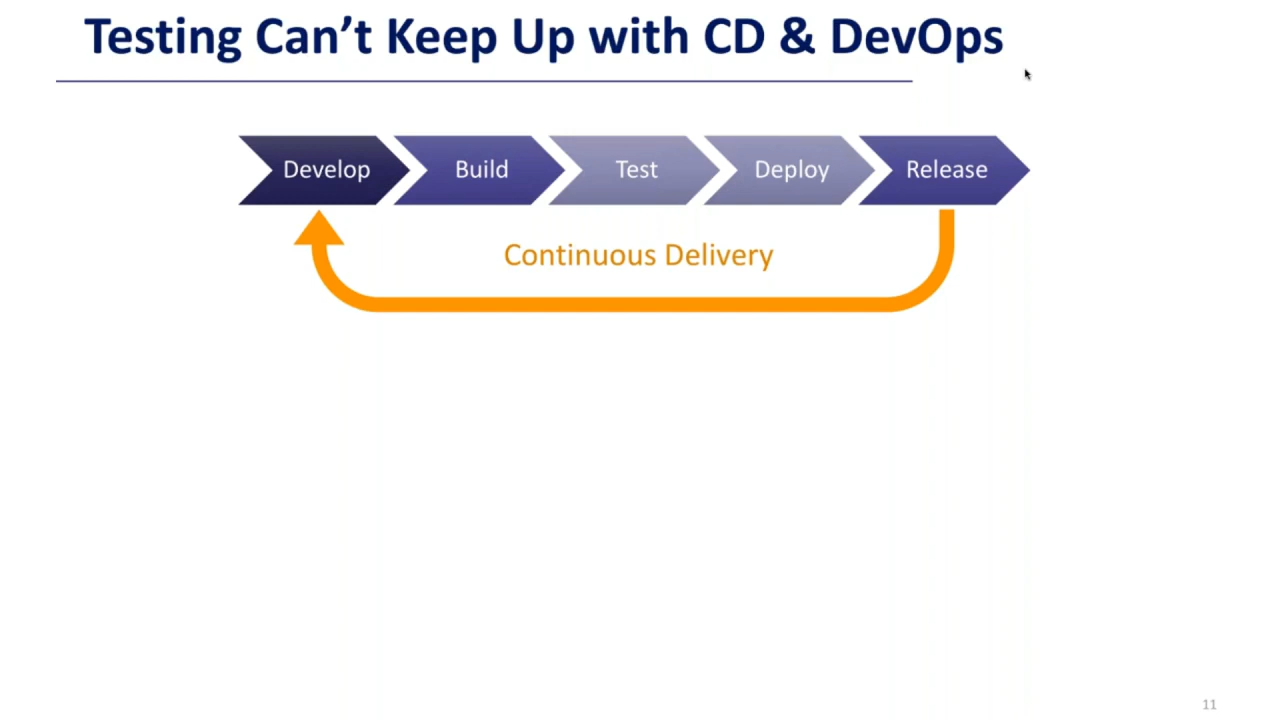 Testing Can’t Keep Up with CD & DevOps
Develop Build Test Deploy Release
Continuous Delivery
11